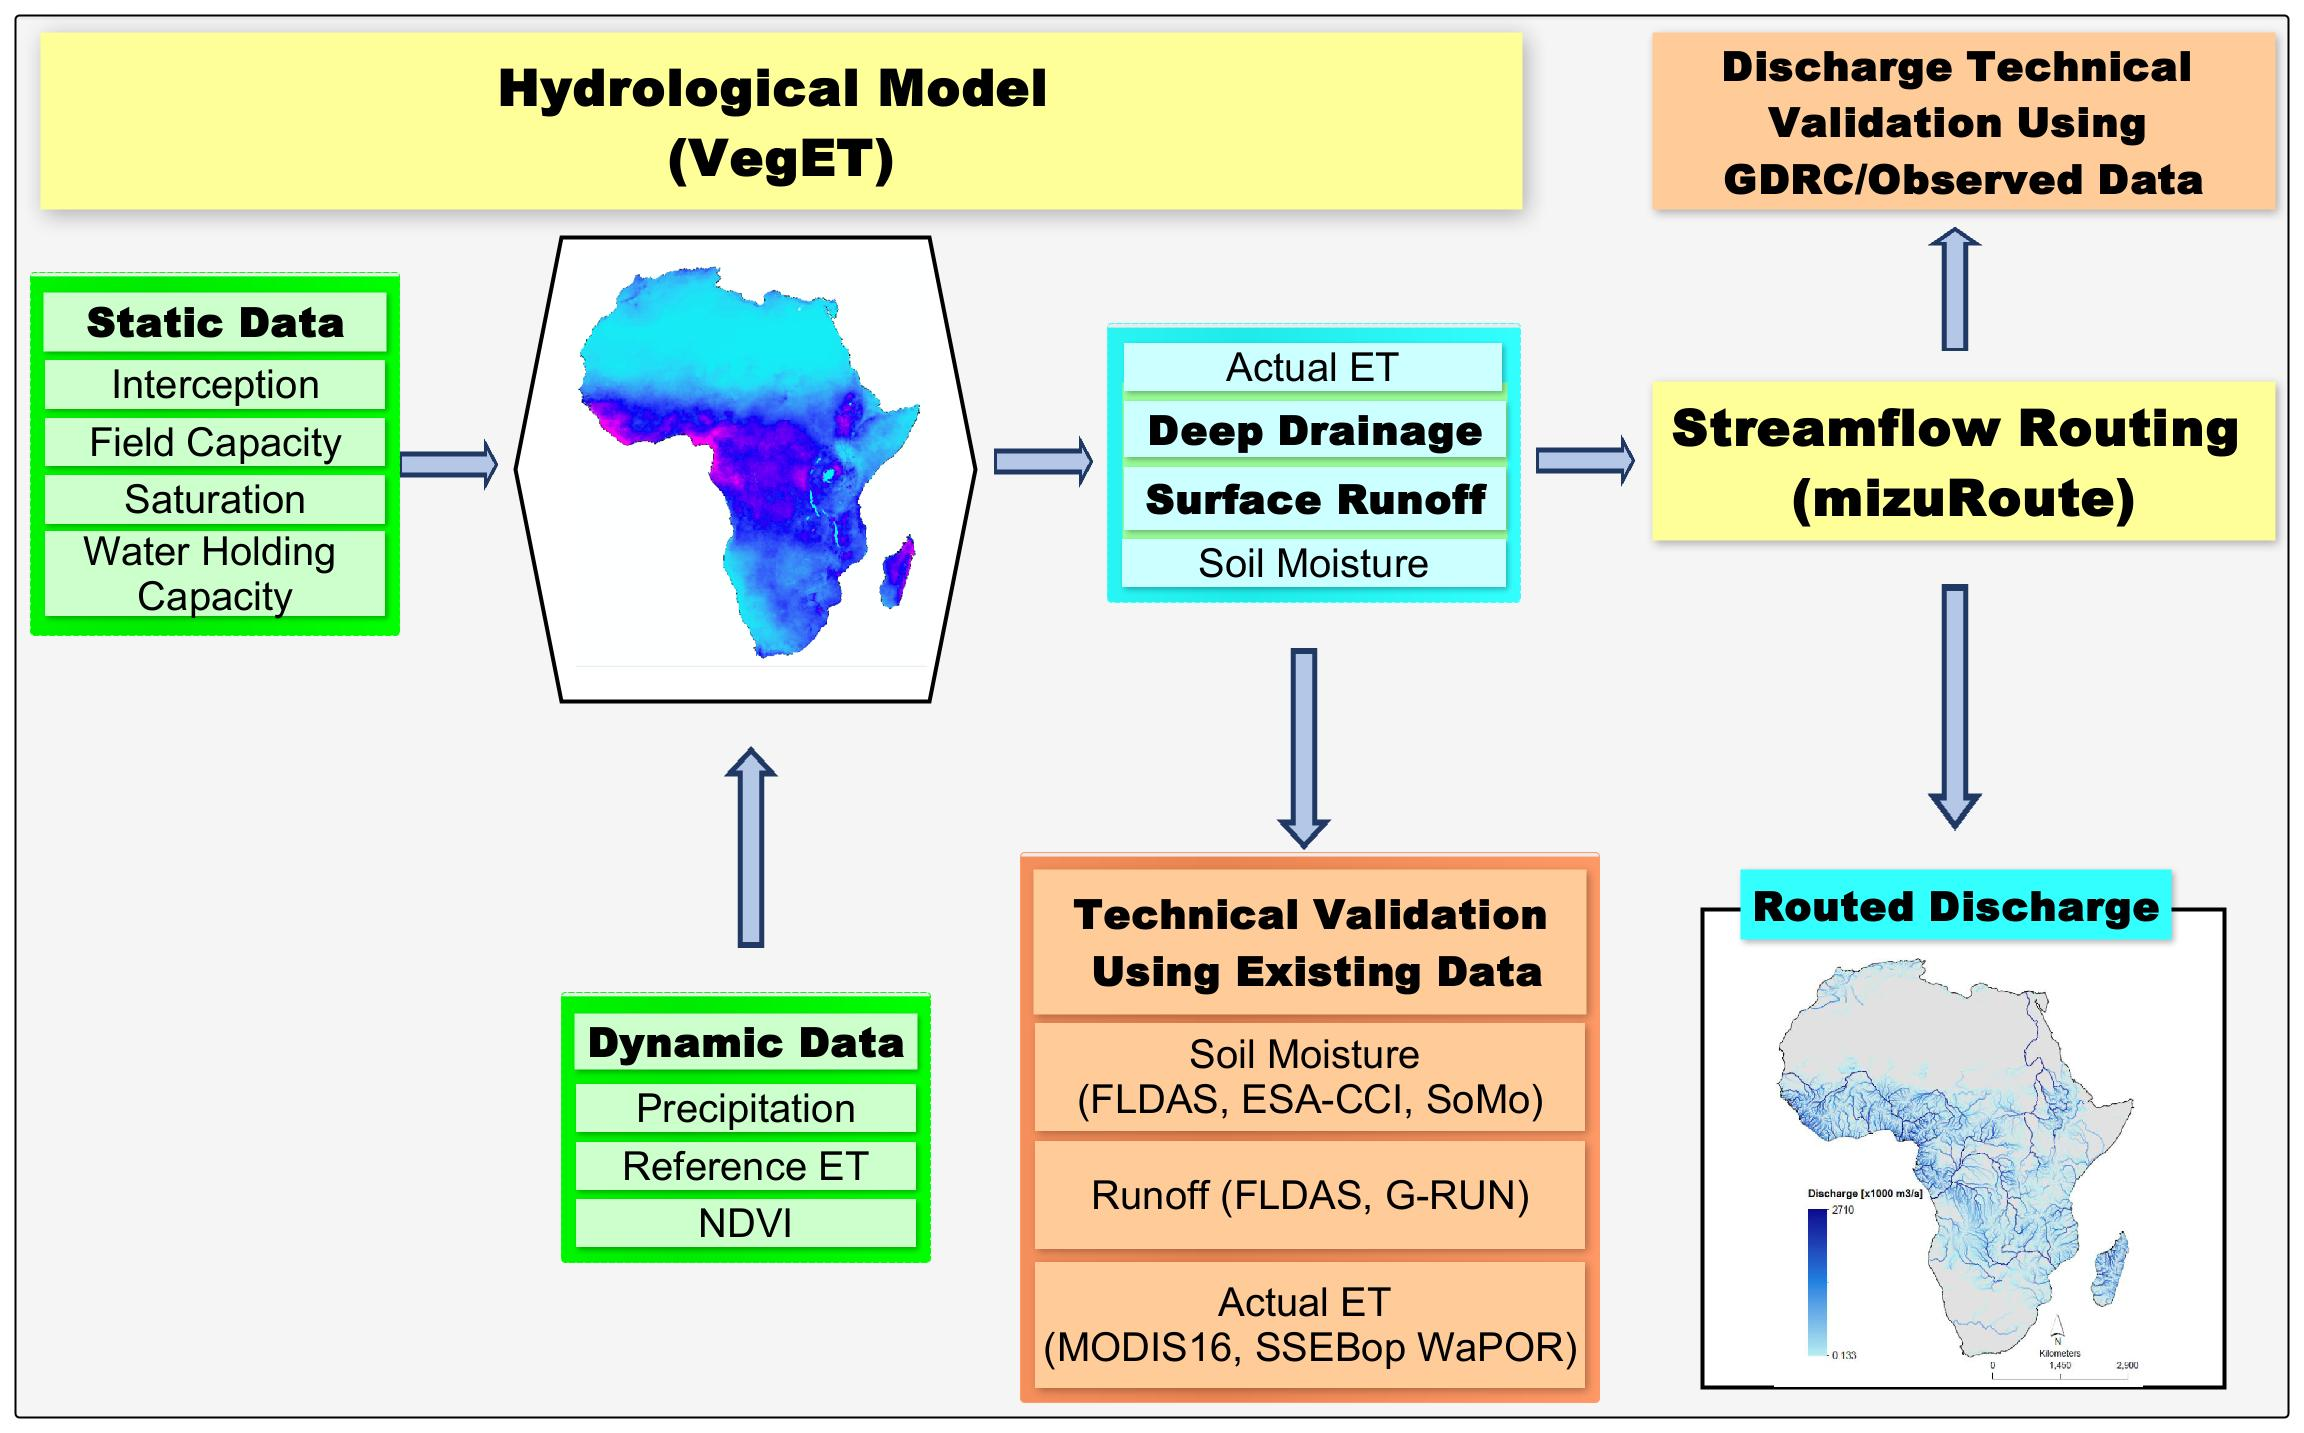 Hydrological Model
(VegET)
Discharge Technical
Validation Using
GDRC/Observed Data
Static Data
Interception
Field Capacity
Saturation
Water Holding
Capacity
Actual ET
Deep Drainage
Surface Runoff
Soil Moisture
Streamflow Routing
(mizuRoute)
Dynamic Data
Precipitation
Reference ET
NDVI
Technical Validation
Using Existing Data
Soil Moisture
(FLDAS, ESA-CCI, SoMo)
Runoff (FLDAS, G-RUN)
Actual ET
(MODIS16, SSEBop WaPOR)
Routed Discharge
Discharge [x1000 m3/s]
2710
0.133
N
Kilometers
0 1,450 2,900